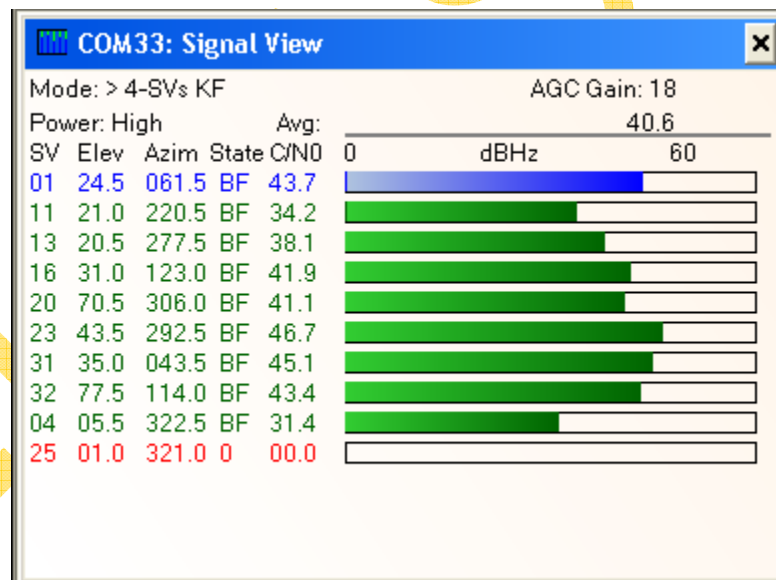 COM33: Signal View
Mode: > 4-SVs KF AGC Gain: 18
Power: High Avg: 40.6
SV Elev Azim State C/N0 0 dBHz 60
01 24.5 061.5 BF 43.7
11 21.0 220.5 BF 34.2
13 20.5 277.5 BF 38.1
16 31.0 123.0 BF 41.9
20 70.5 306.0 BF 41.1
23 43.5 292.5 BF 46.7
31 35.0 043.5 BF 45.1
32 77.5 114.0 BF 43.4
04 05.5 322.5 BF 31.4
25 01.0 321.0 0 00.0